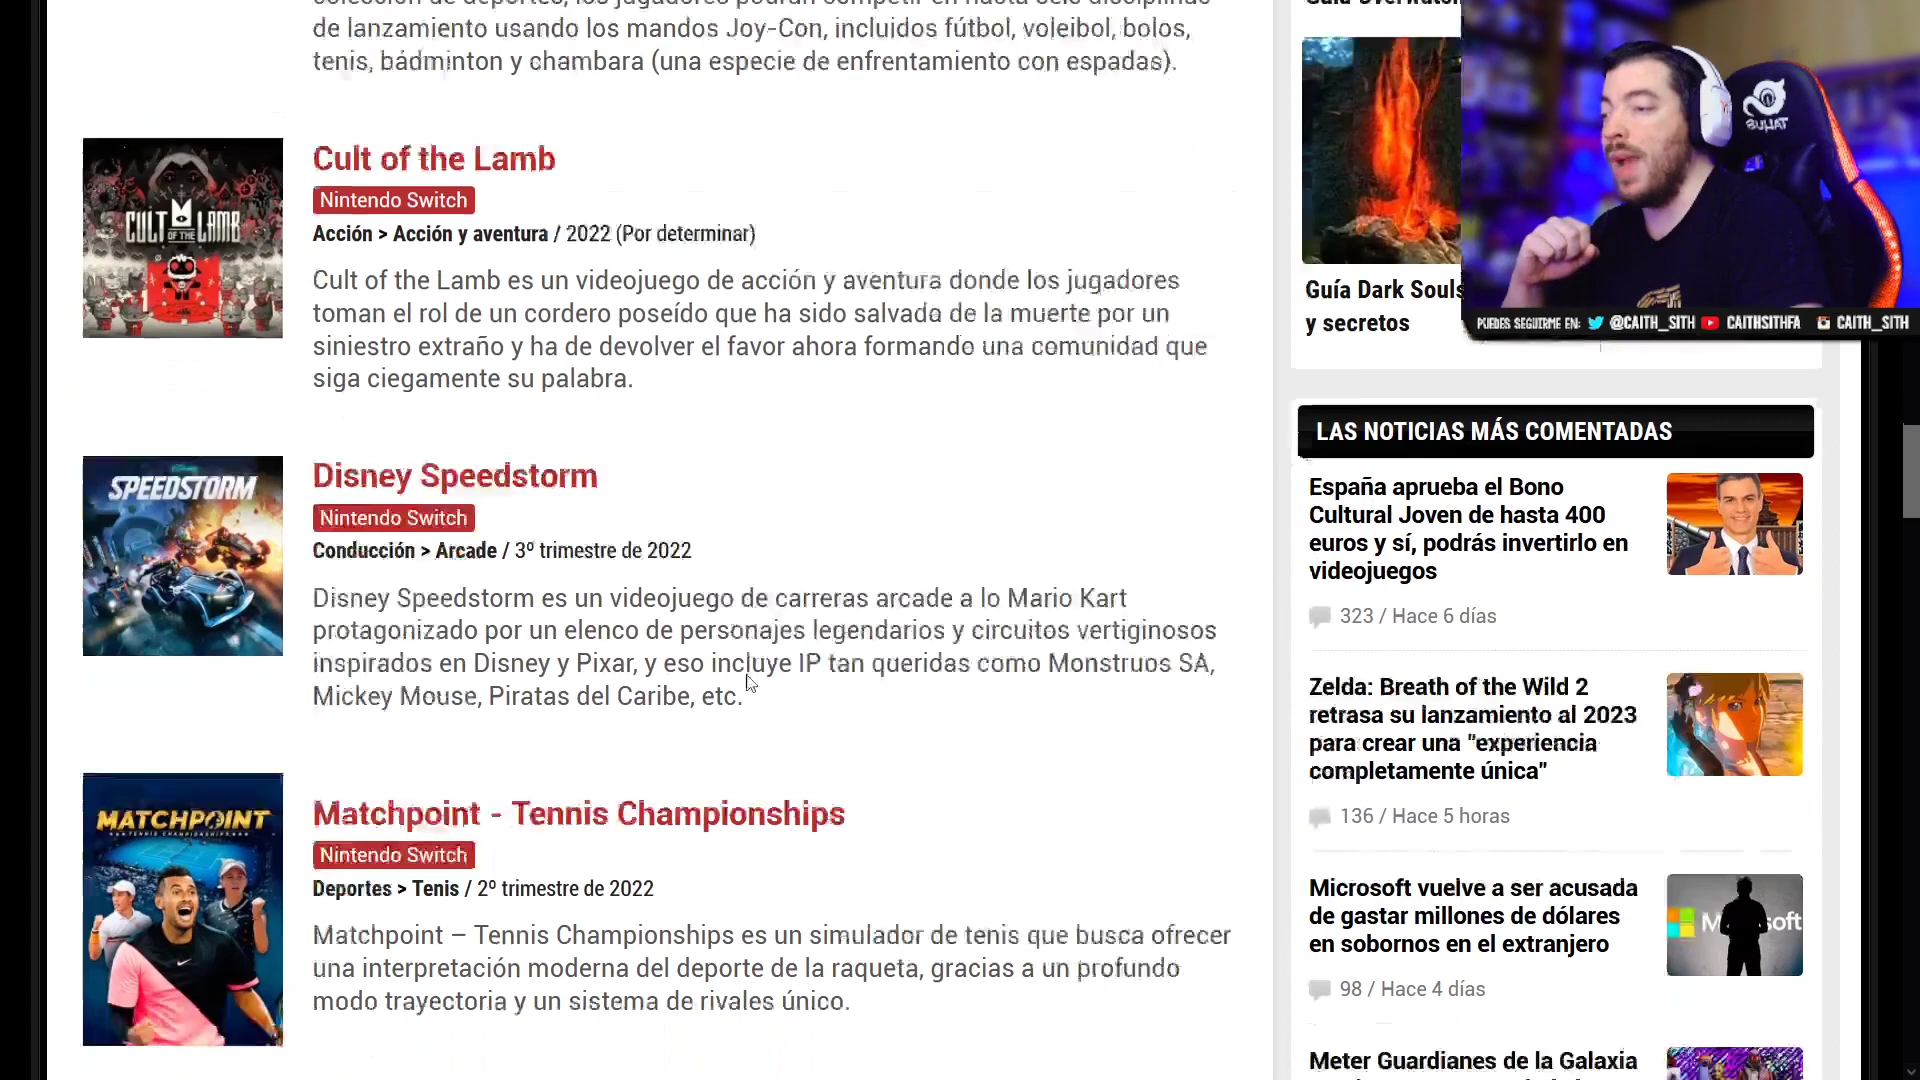 de lanzamiento usando los mandos Joy-Con, incluidos fútbol, voleibol, bolos,
tenis, bádminton y chambara (una especie de enfrentamiento con espadas).
CULT OF THE LAMB
Cult of the Lamb
Nintendo Switch
Acción > Acción y aventura / 2022 (Por determinar)
Cult of the Lamb es un videojuego de acción y aventura donde los jugadores
toman el rol de un cordero poseído que ha sido salvada de la muerte por un
siniestro extraño y ha de devolver el favor ahora formando una comunidad que
siga ciegamente su palabra.
SPEEDSTORM
Disney Speedstorm
Nintendo Switch
Conducción > Arcade / 3º trimestre de 2022
Disney Speedstorm es un videojuego de carreras arcade a lo Mario Kart
protagonizado por un elenco de personajes legendarios y circuitos vertiginosos
inspirados en Disney y Pixar, y eso incluye IP tan queridas como Monstruos SA,
Mickey Mouse, Piratas del Caribe, etc.
MATCHPOINT
TENNIS CHAMPIONSHIPS
Matchpoint - Tennis Championships
Nintendo Switch
Deportes > Tenis / 2º trimestre de 2022
Matchpoint – Tennis Championships es un simulador de tenis que busca ofrecer
una interpretación moderna del deporte de la raqueta, gracias a un profundo
modo trayectoria y un sistema de rivales único.
Guía Dark Souls
y secretos
PUEDES SEGUIRME EN: @CAITH_SITH CAITHSITHFA CAITH_SITH
LAS NOTICIAS MÁS COMENTADAS
España aprueba el Bono
Cultural Joven de hasta 400
euros y sí, podrás invertirlo en
videojuegos
323 / Hace 6 días
Zelda: Breath of the Wild 2
retrasa su lanzamiento al 2023
para crear una "experiencia
completamente única"
136 / Hace 5 horas
Microsoft vuelve a ser acusada
de gastar millones de dólares
en sobornos en el extranjero
98 / Hace 4 días
Meter Guardianes de la Galaxia